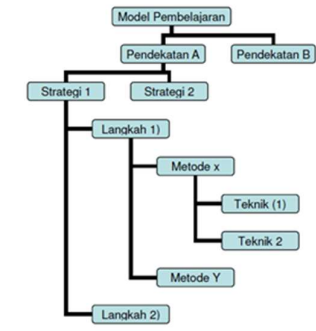 Model Pembelajaran
Pendekatan A
Pendekatan B
Strategi 1
Strategi 2
Langkah 1)
Metode x
Teknik (1)
Teknik 2
Metode Y
Langkah 2)